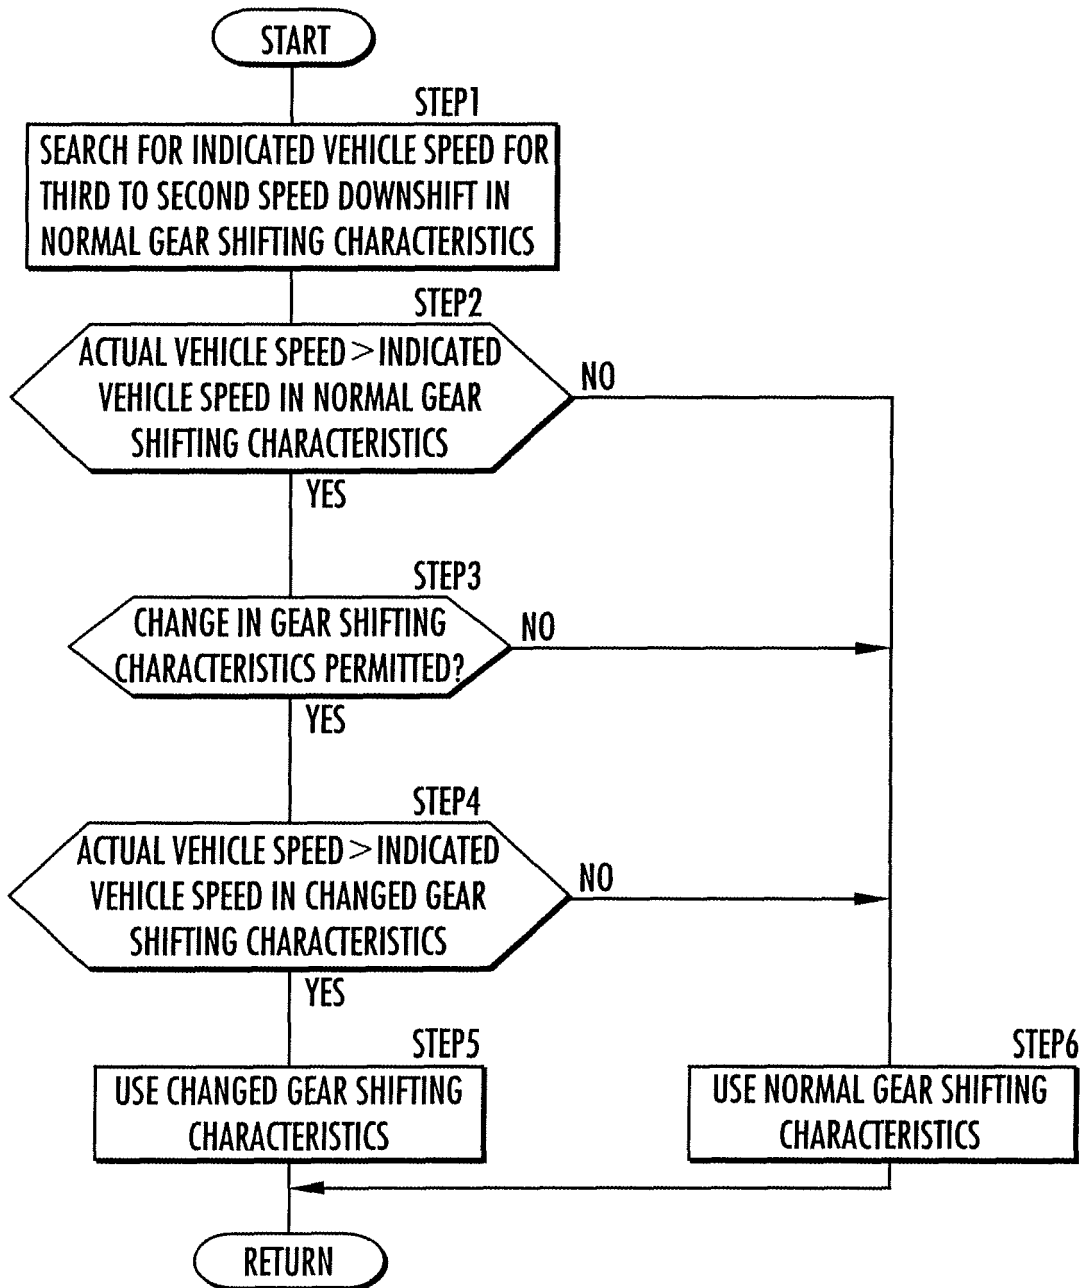 START
STEP1
SEARCH FOR INDICATED VEHICLE SPEED FOR
THIRD TO SECOND SPEED DOWNSHIFT IN
NORMAL GEAR SHIFTING CHARACTERISTICS
STEP2
ACTUAL VEHICLE SPEED > INDICATED
VEHICLE SPEED IN NORMAL GEAR
SHIFTING CHARACTERISTICS
NO
YES
STEP3
CHANGE IN GEAR SHIFTING
CHARACTERISTICS PERMITTED?
NO
YES
STEP4
ACTUAL VEHICLE SPEED > INDICATED
VEHICLE SPEED IN CHANGED GEAR
SHIFTING CHARACTERISTICS
NO
YES
STEP5
USE CHANGED GEAR SHIFTING
CHARACTERISTICS
STEP6
USE NORMAL GEAR SHIFTING
CHARACTERISTICS
RETURN